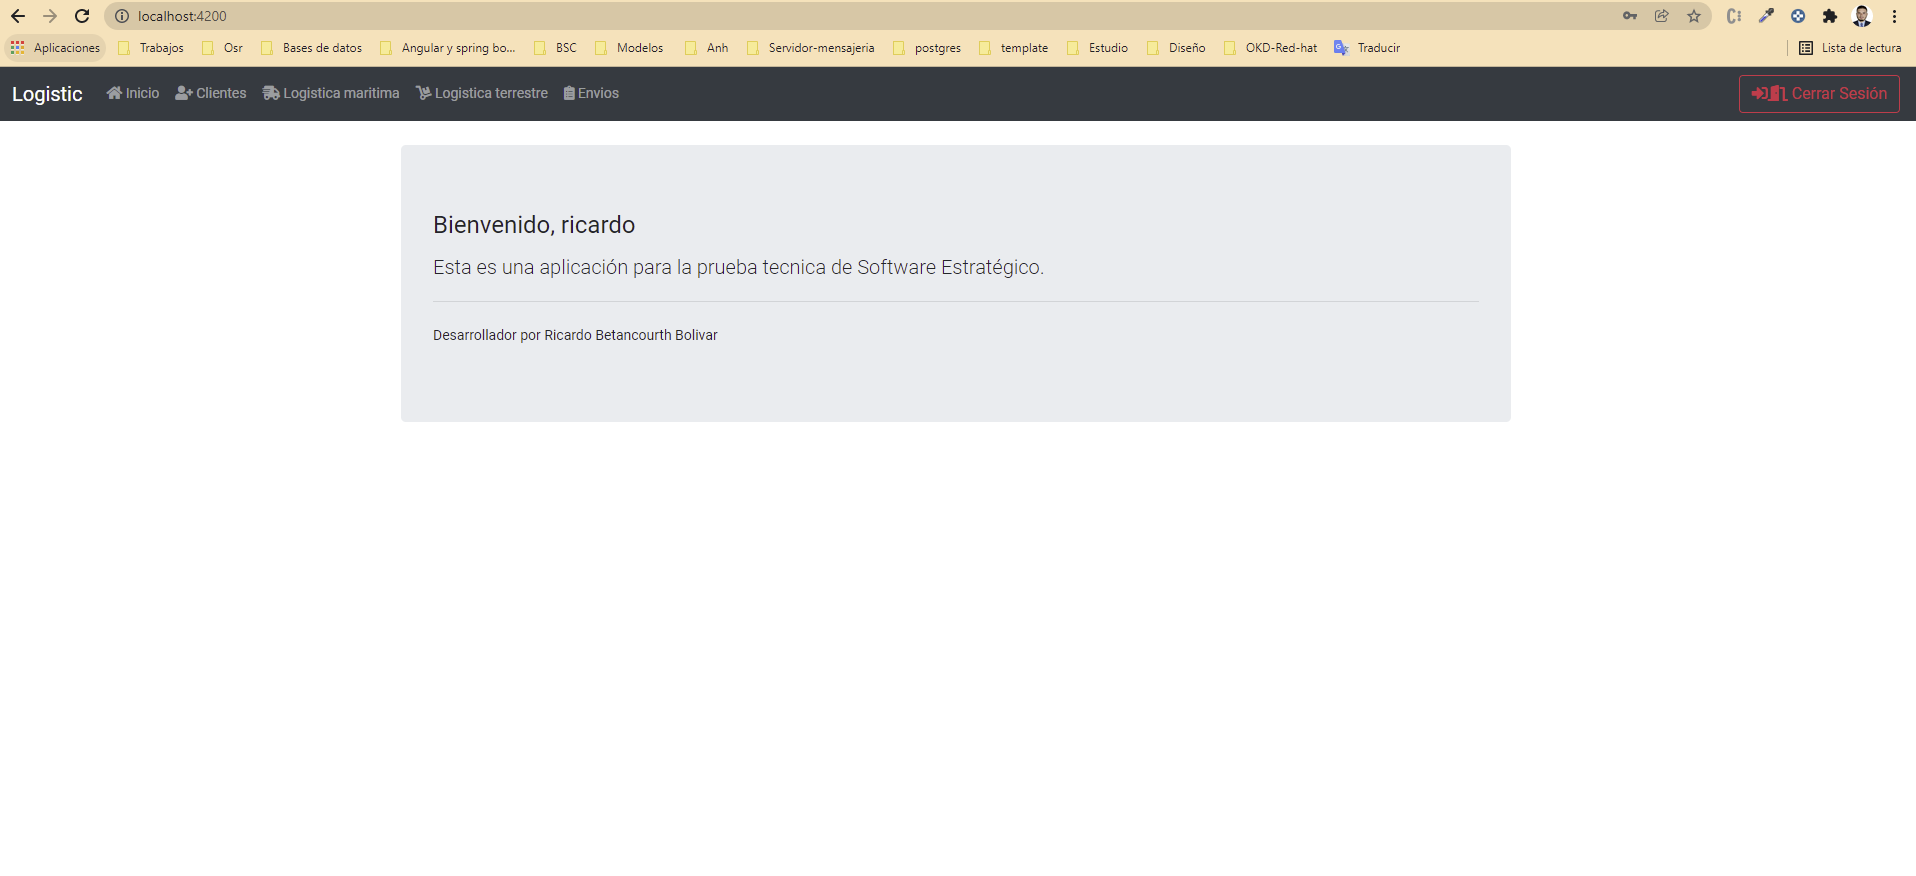 localhost:4200
Aplicaciones Trabajos Osr Bases de datos Angular y spring bo... BSC Modelos Anh Servidor-mensajeria postgres template Estudio Diseño OKD-Red-hat Traducir Lista de lectura
Logistic Inicio Clientes Logistica maritima Logistica terrestre Envios Cerrar Sesión
Bienvenido, ricardo
Esta es una aplicación para la prueba tecnica de Software Estratégico.
Desarrollador por Ricardo Betancourth Bolivar